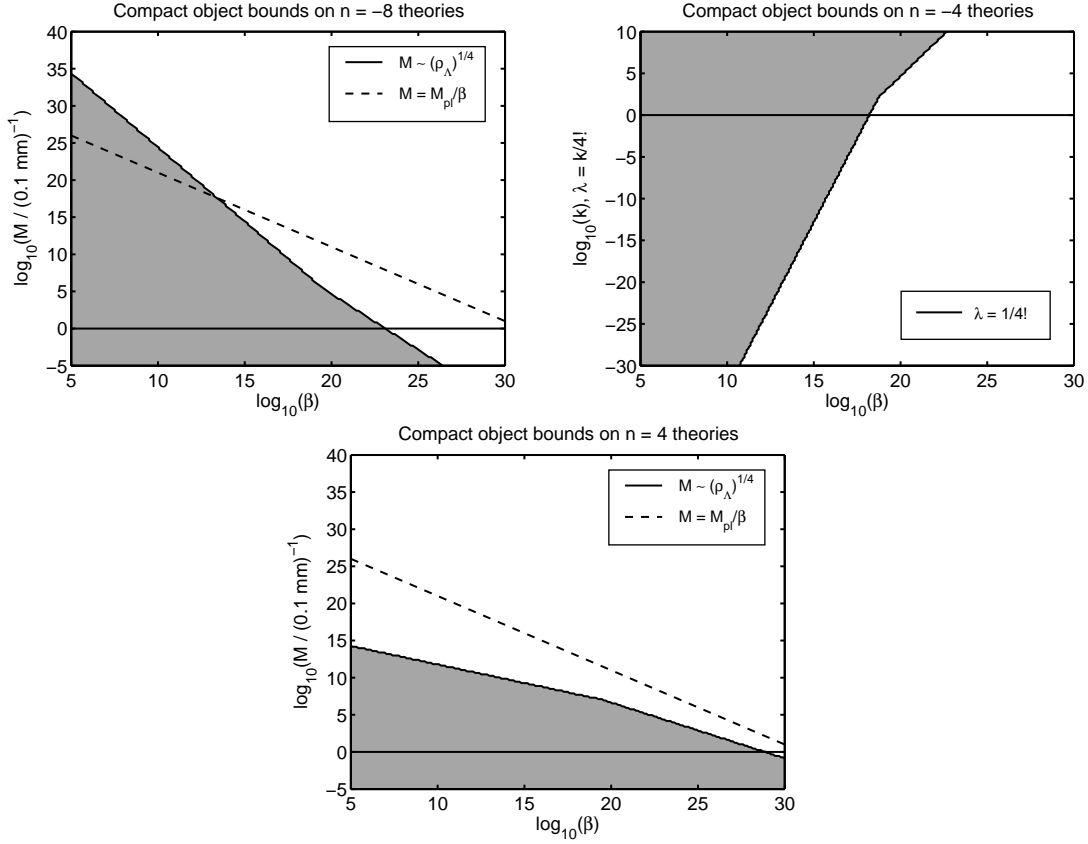 Compact object bounds on n = −8 theories
40
35
30
25
20
15
10
5
0
−5
log₁₀(M / (0.1 mm)⁻¹)
M ~ (ρ_Λ)^1/4
M = M_pl/β
5 10 15 20 25 30
log₁₀(β)
Compact object bounds on n = −4 theories
10
5
0
−5
−10
−15
−20
−25
−30
log₁₀(k), λ = k/4!
λ = 1/4!
5 10 15 20 25 30
log₁₀(β)
Compact object bounds on n = 4 theories
40
35
30
25
20
15
10
5
0
−5
log₁₀(M / (0.1 mm)⁻¹)
M ~ (ρ_Λ)^1/4
M = M_pl/β
5 10 15 20 25 30
log₁₀(β)